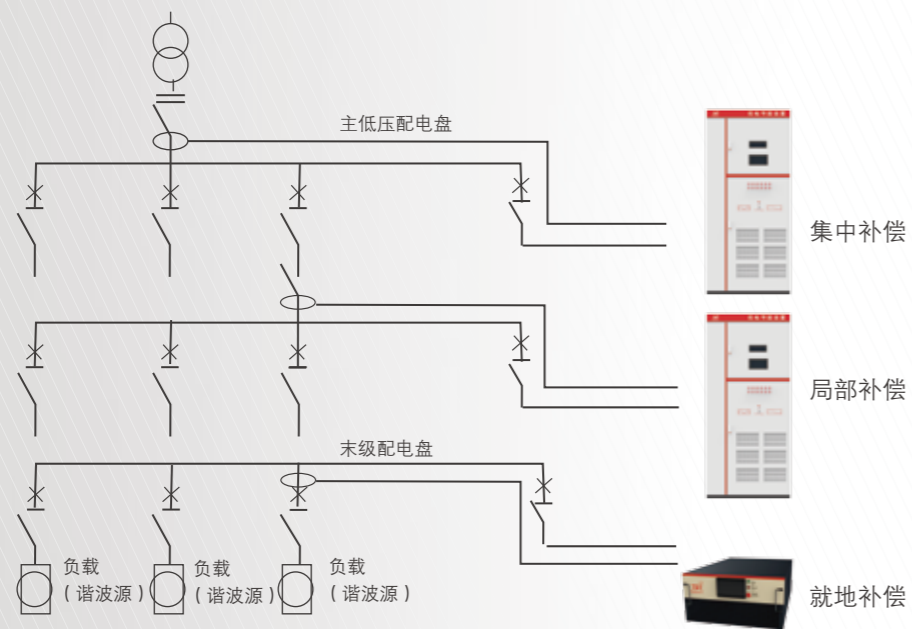 主低压配电盘
集中补偿
局部补偿
末级配电盘
负载
(谐波源)
负载
(谐波源)
负载
(谐波源)
就地补偿